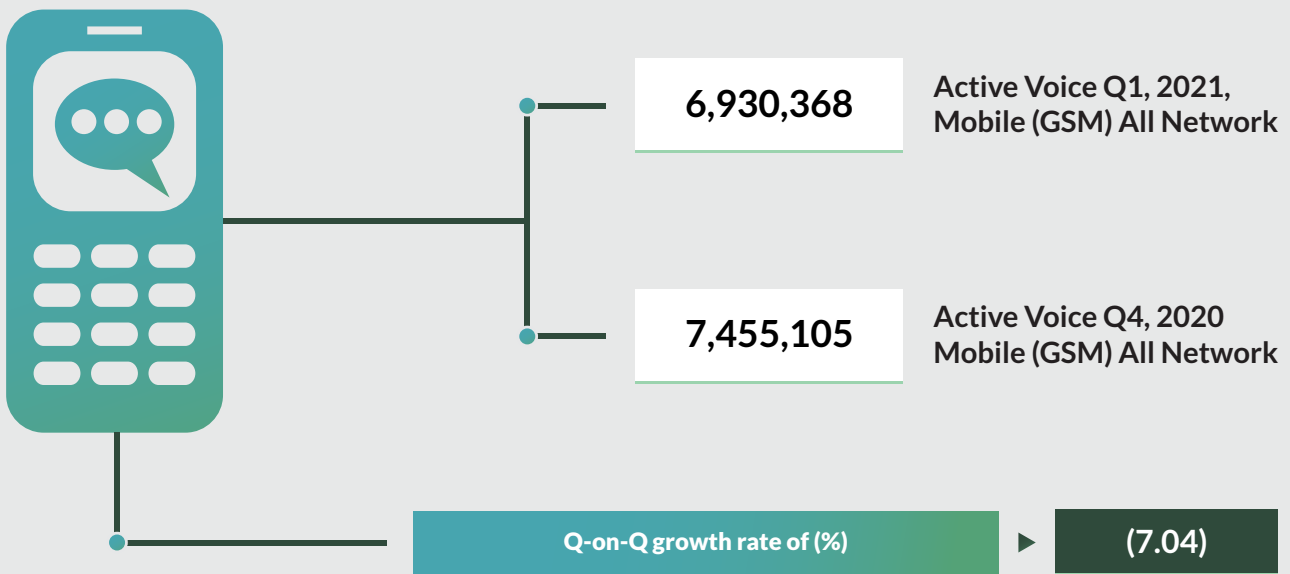 6,930,368
Active Voice Q1, 2021,
Mobile (GSM) All Network
7,455,105
Active Voice Q4, 2020
Mobile (GSM) All Network
Q-on-Q growth rate of (%)
(7.04)